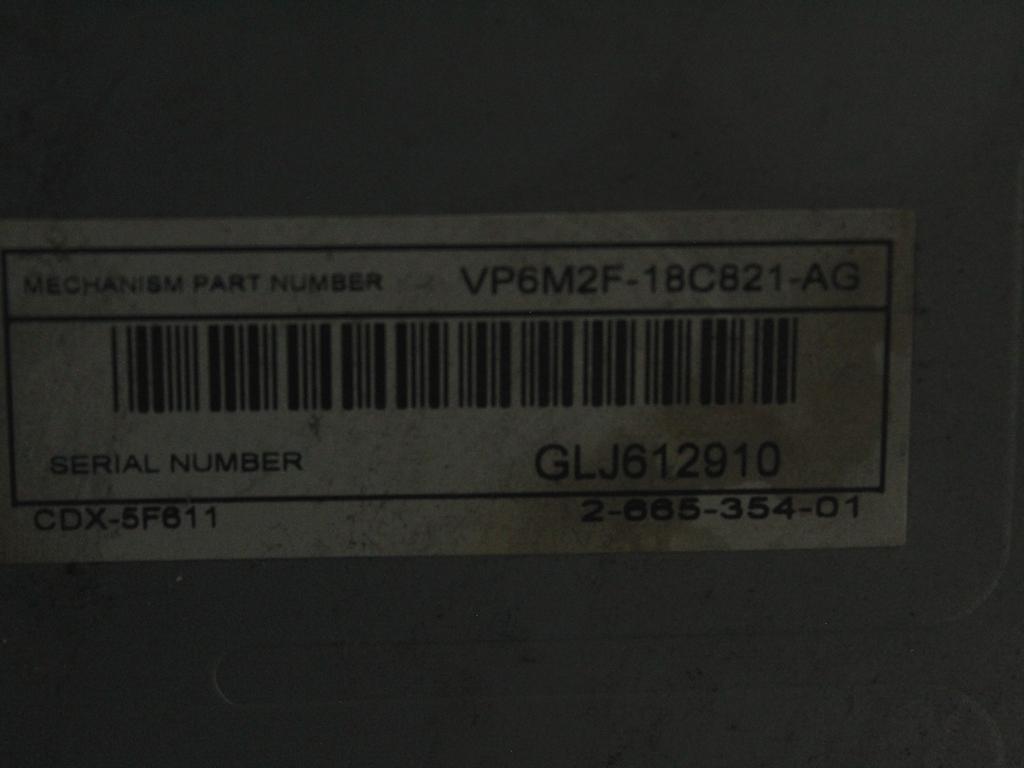 MECHANISM PART NUMBER VP6M2F-18C821-AG
SERIAL NUMBER GLJ612910
CDX-5F611 2-665-354-01